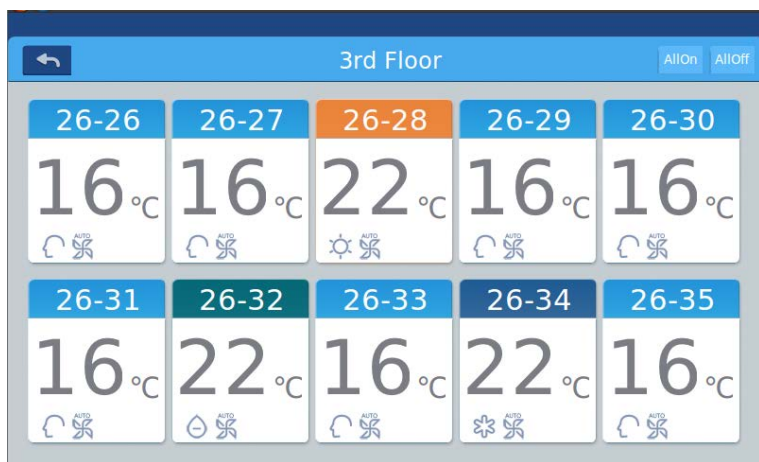 3rd Floor
AllOn AllOff
26-26 26-27 26-28 26-29 26-30
16 °C 16 °C 22 °C 16 °C 16 °C
AUTO AUTO AUTO AUTO AUTO
26-31 26-32 26-33 26-34 26-35
16 °C 22 °C 16 °C 22 °C 16 °C
AUTO AUTO AUTO AUTO AUTO